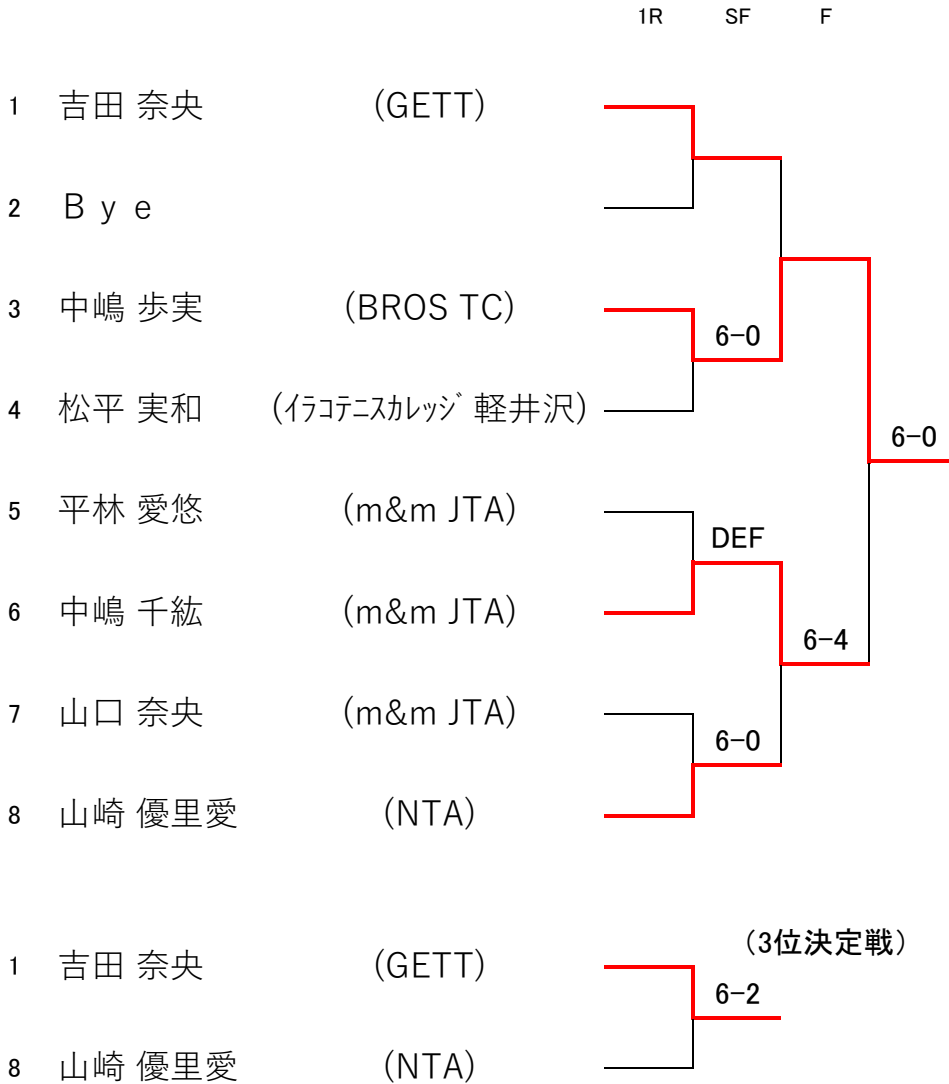 1R SF F
1 吉田 奈央 (GETT)
2 Ｂｙｅ
3 中嶋 歩実 (BROS TC)
6-0
4 松平 実和 (ｲﾗｺﾃﾆｽｶﾚｯｼﾞ 軽井沢)
6-0
5 平林 愛悠 (m&m JTA)
DEF
6 中嶋 千紘 (m&m JTA)
6-4
7 山口 奈央 (m&m JTA)
6-0
8 山崎 優里愛 (NTA)
（3位決定戦）
1 吉田 奈央 (GETT)
6-2
8 山崎 優里愛 (NTA)